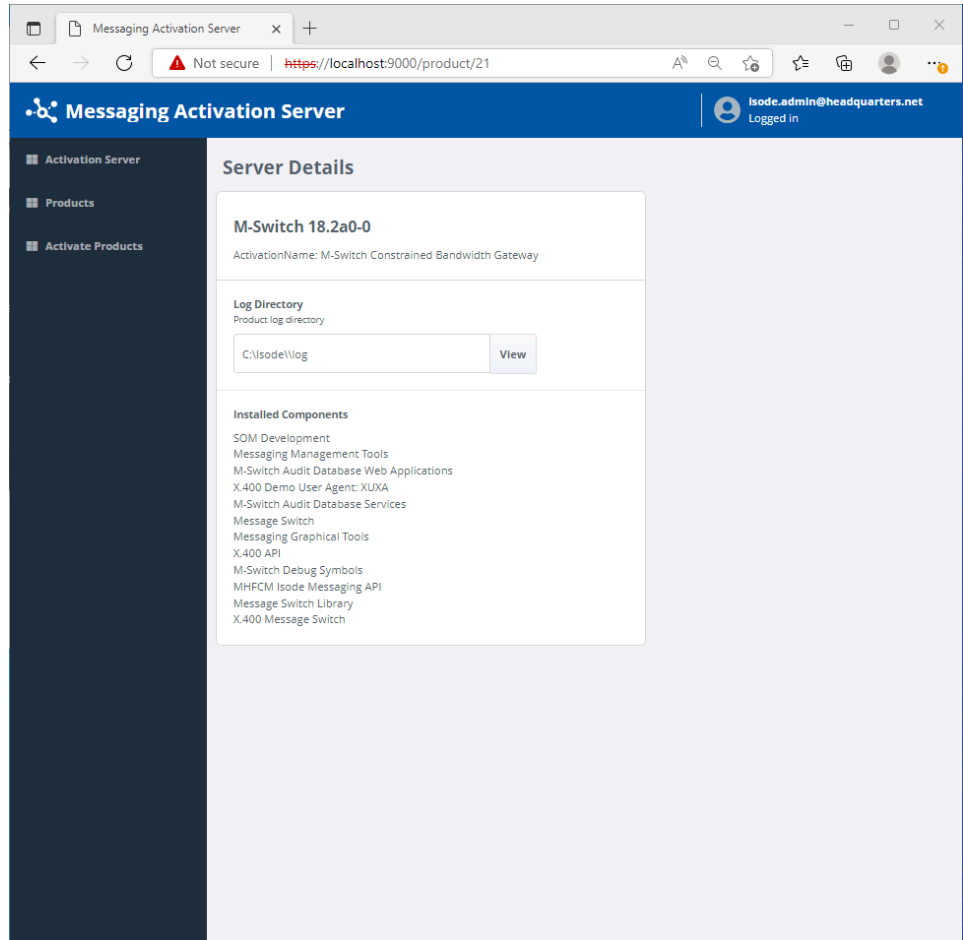 Messaging Activation Server
Not secure https://localhost:9000/product/21
Messaging Activation Server
Isode.admin@headquarters.net
Logged in
Activation Server
Products
Activate Products
Server Details
M-Switch 18.2a0-0
ActivationName: M-Switch Constrained Bandwidth Gateway
Log Directory
Product log directory
C:\Isode\\log
View
Installed Components
SOM Development
Messaging Management Tools
M-Switch Audit Database Web Applications
X.400 Demo User Agent: XUXA
M-Switch Audit Database Services
Message Switch
Messaging Graphical Tools
X.400 API
M-Switch Debug Symbols
MHFCM Isode Messaging API
Message Switch Library
X.400 Message Switch